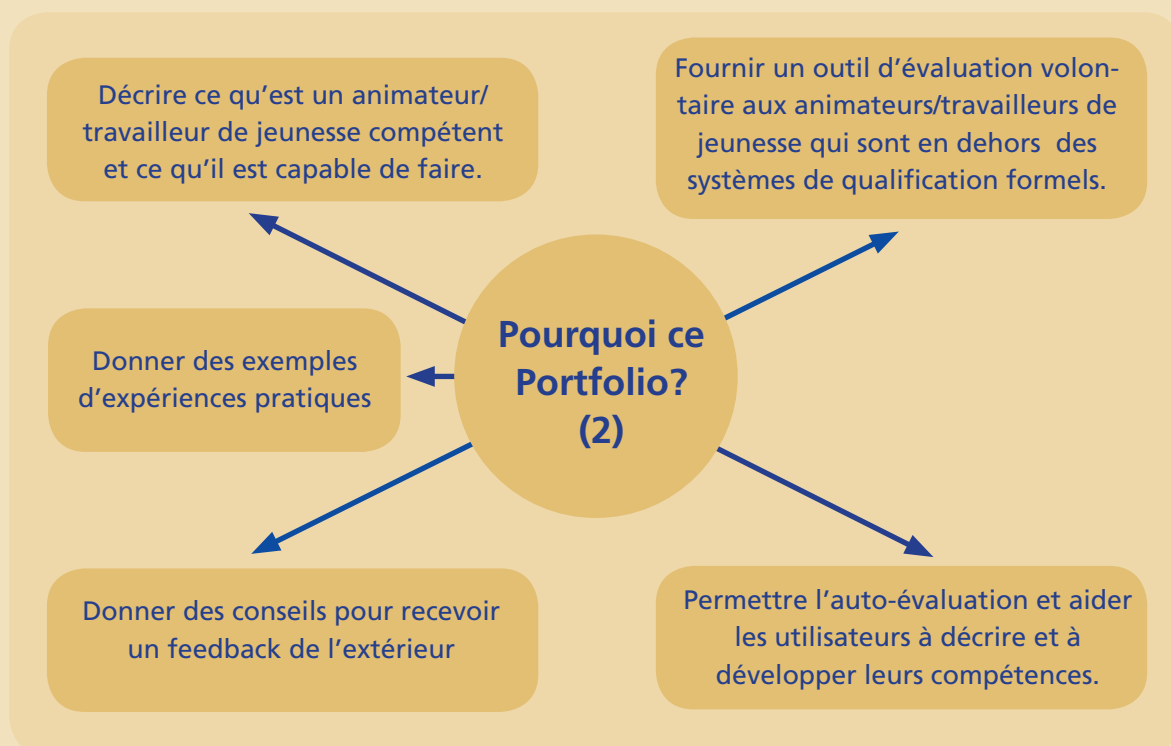 Décrire ce qu’est un animateur/
travailleur de jeunesse compétent
et ce qu’il est capable de faire.
Fournir un outil d’évaluation volon-
taire aux animateurs/travailleurs de
jeunesse qui sont en dehors des
systèmes de qualification formels.
Pourquoi ce
Portfolio?
(2)
Donner des exemples
d’expériences pratiques
Donner des conseils pour recevoir
un feedback de l’extérieur
Permettre l’auto-évaluation et aider
les utilisateurs à décrire et à
développer leurs compétences.